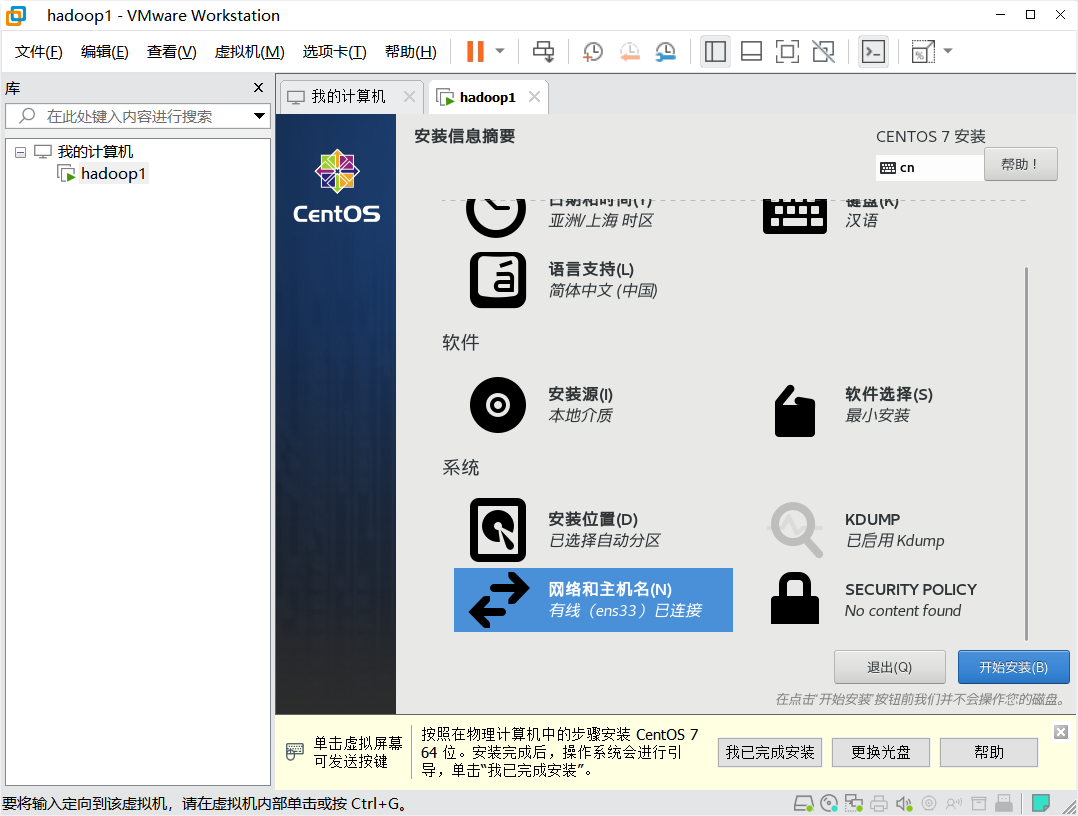 hadoop1 - VMware Workstation
文件(F) 编辑(E) 查看(V) 虚拟机(M) 选项卡(T) 帮助(H)
库
在此处键入内容进行搜索
我的计算机
hadoop1
我的计算机
hadoop1
CentOS
安装信息摘要
CENTOS 7 安装
cn
帮助！
日期和时间(T)
亚洲/上海 时区
键盘(K)
汉语
语言支持(L)
简体中文 (中国)
软件
安装源(I)
本地介质
软件选择(S)
最小安装
系统
安装位置(D)
已选择自动分区
KDUMP
已启用 Kdump
网络和主机名(N)
有线（ens33）已连接
SECURITY POLICY
No content found
退出(Q)
开始安装(B)
在点击'开始安装'按钮前我们并不会操作您的磁盘。
单击虚拟屏幕
可发送按键
按照在物理计算机中的步骤安装 CentOS 7
64 位。安装完成后，操作系统会进行引
导，单击“我已完成安装”。
我已完成安装
更换光盘
帮助
要将输入定向到该虚拟机，请在虚拟机内部单击或按 Ctrl+G。